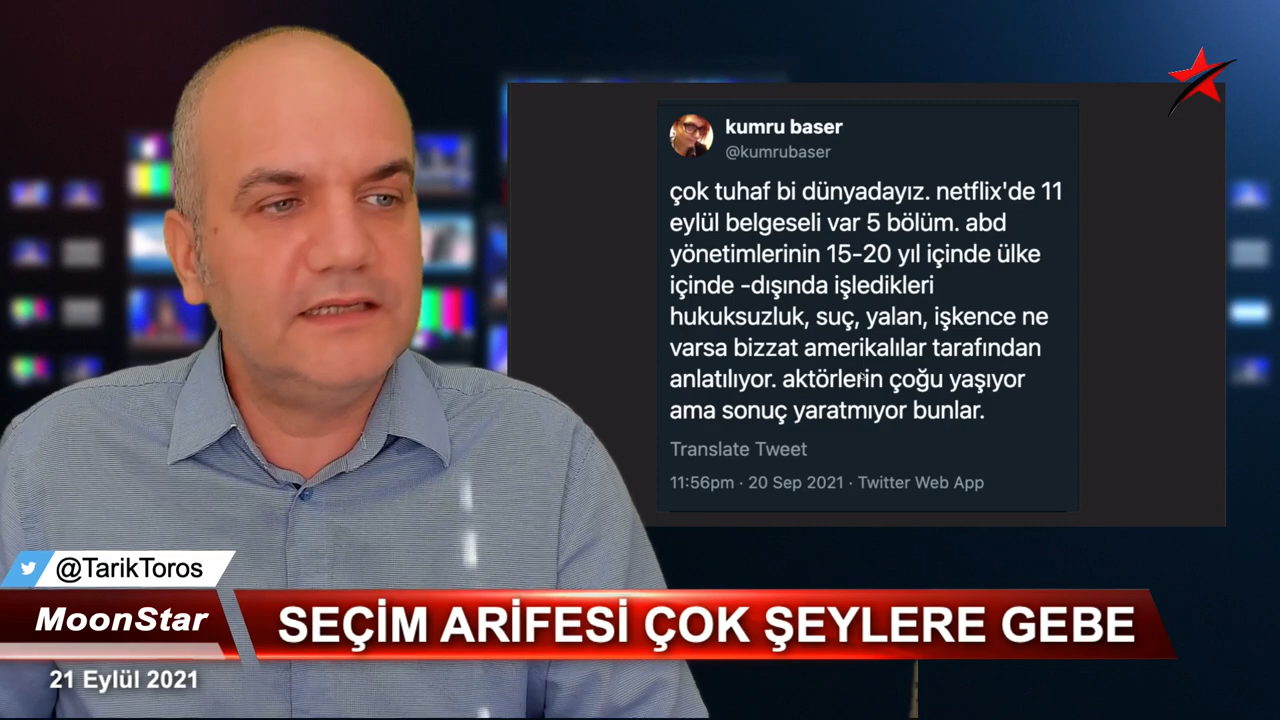 kumru baser
@kumrubaser
çok tuhaf bi dünyadayız. netflix'de 11
eylül belgeseli var 5 bölüm. abd
yönetimlerinin 15-20 yıl içinde ülke
içinde -dışında işledikleri
hukuksuzluk, suç, yalan, işkence ne
varsa bizzat amerikalılar tarafından
anlatılıyor. aktörlerin çoğu yaşıyor
ama sonuç yaratmıyor bunlar.
Translate Tweet
11:56pm · 20 Sep 2021 · Twitter Web App
@TarikToros
MoonStar
SEÇİM ARİFESİ ÇOK ŞEYLERE GEBE
21 Eylül 2021